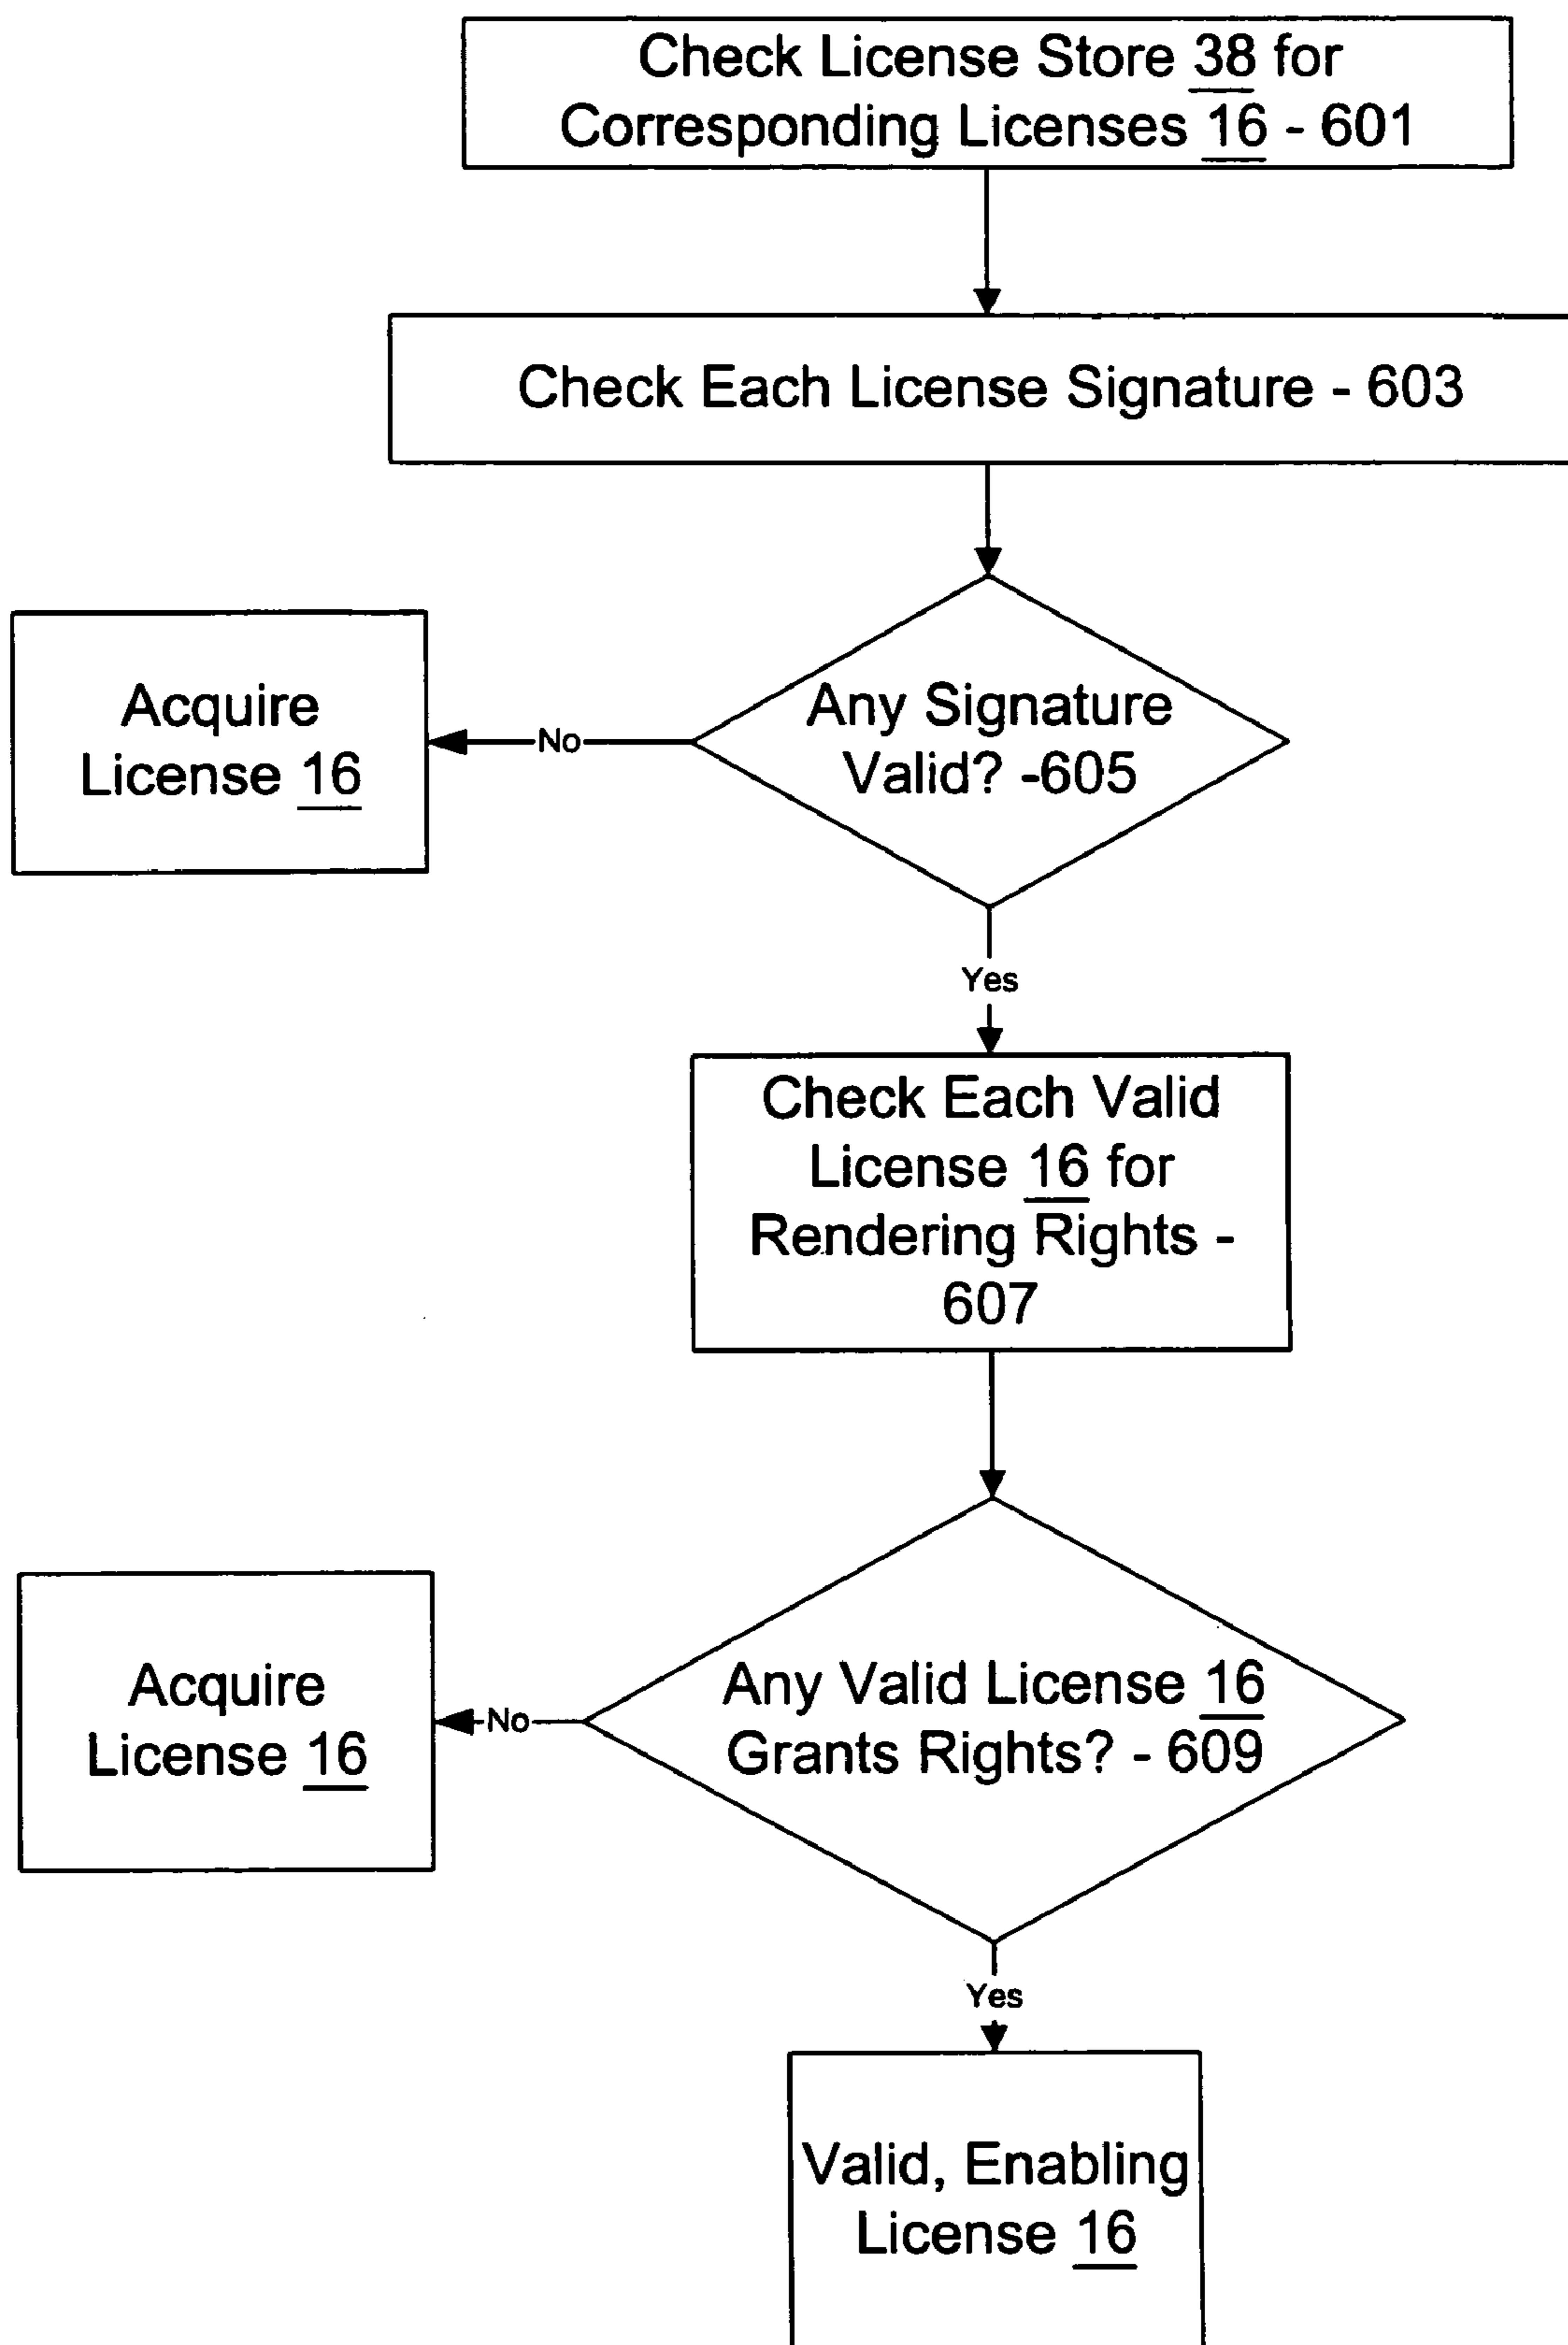 Check License Store 38 for
Corresponding Licenses 16 - 601
Check Each License Signature - 603
Any Signature
Valid? -605
No
Acquire
License 16
Yes
Check Each Valid
License 16 for
Rendering Rights -
607
Any Valid License 16
Grants Rights? - 609
No
Acquire
License 16
Yes
Valid, Enabling
License 16